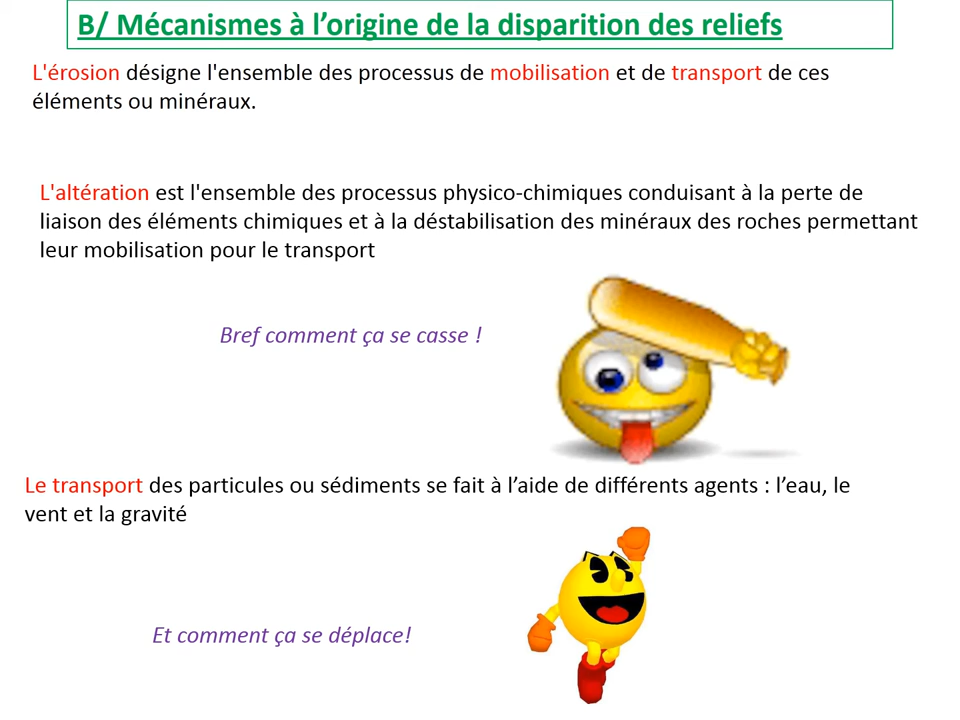 B/ Mécanismes à l’origine de la disparition des reliefs
L'érosion désigne l'ensemble des processus de mobilisation et de transport de ces
éléments ou minéraux.
L'altération est l'ensemble des processus physico-chimiques conduisant à la perte de
liaison des éléments chimiques et à la déstabilisation des minéraux des roches permettant
leur mobilisation pour le transport
Bref comment ça se casse !
Le transport des particules ou sédiments se fait à l’aide de différents agents : l’eau, le
vent et la gravité
Et comment ça se déplace!